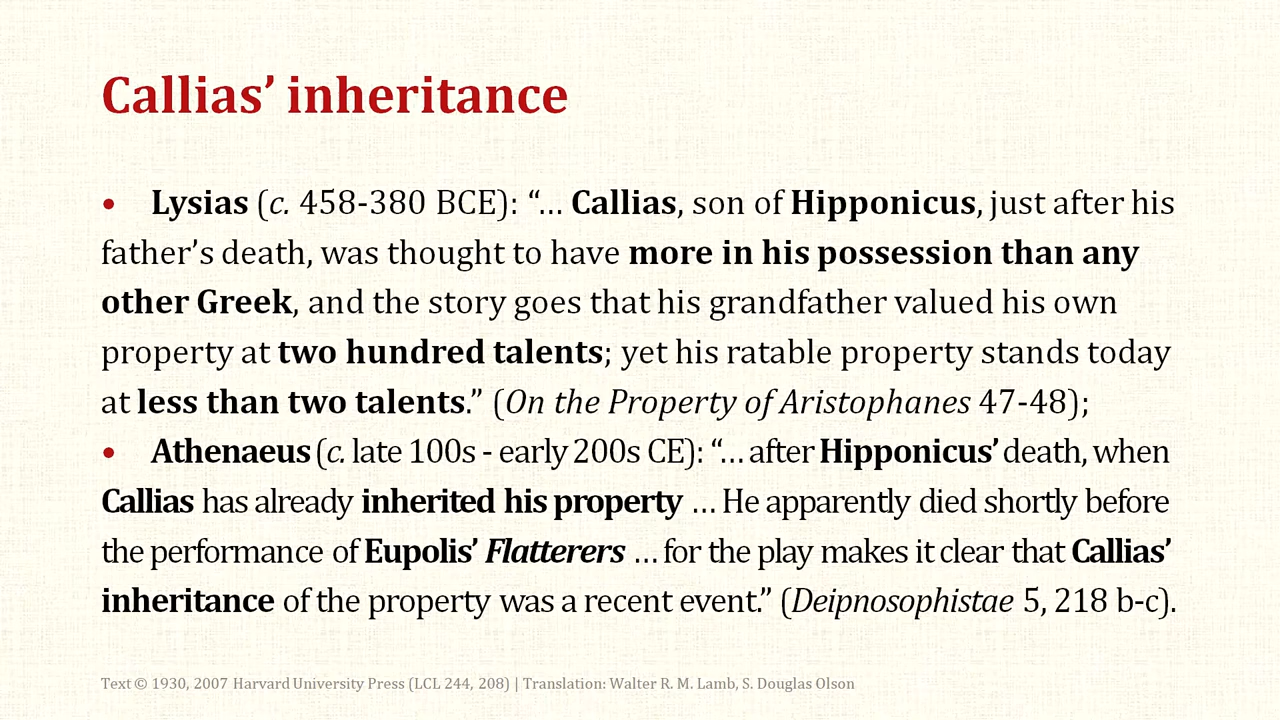 Callias’ inheritance
• Lysias (c. 458-380 BCE): “… Callias, son of Hipponicus, just after his
father’s death, was thought to have more in his possession than any
other Greek, and the story goes that his grandfather valued his own
property at two hundred talents; yet his ratable property stands today
at less than two talents.” (On the Property of Aristophanes 47-48);
• Athenaeus (c. late 100s - early 200s CE): “… after Hipponicus’ death, when
Callias has already inherited his property … He apparently died shortly before
the performance of Eupolis’ Flatterers … for the play makes it clear that Callias’
inheritance of the property was a recent event.” (Deipnosophistae 5, 218 b-c).
Text © 1930, 2007 Harvard University Press (LCL 244, 208) | Translation: Walter R. M. Lamb, S. Douglas Olson